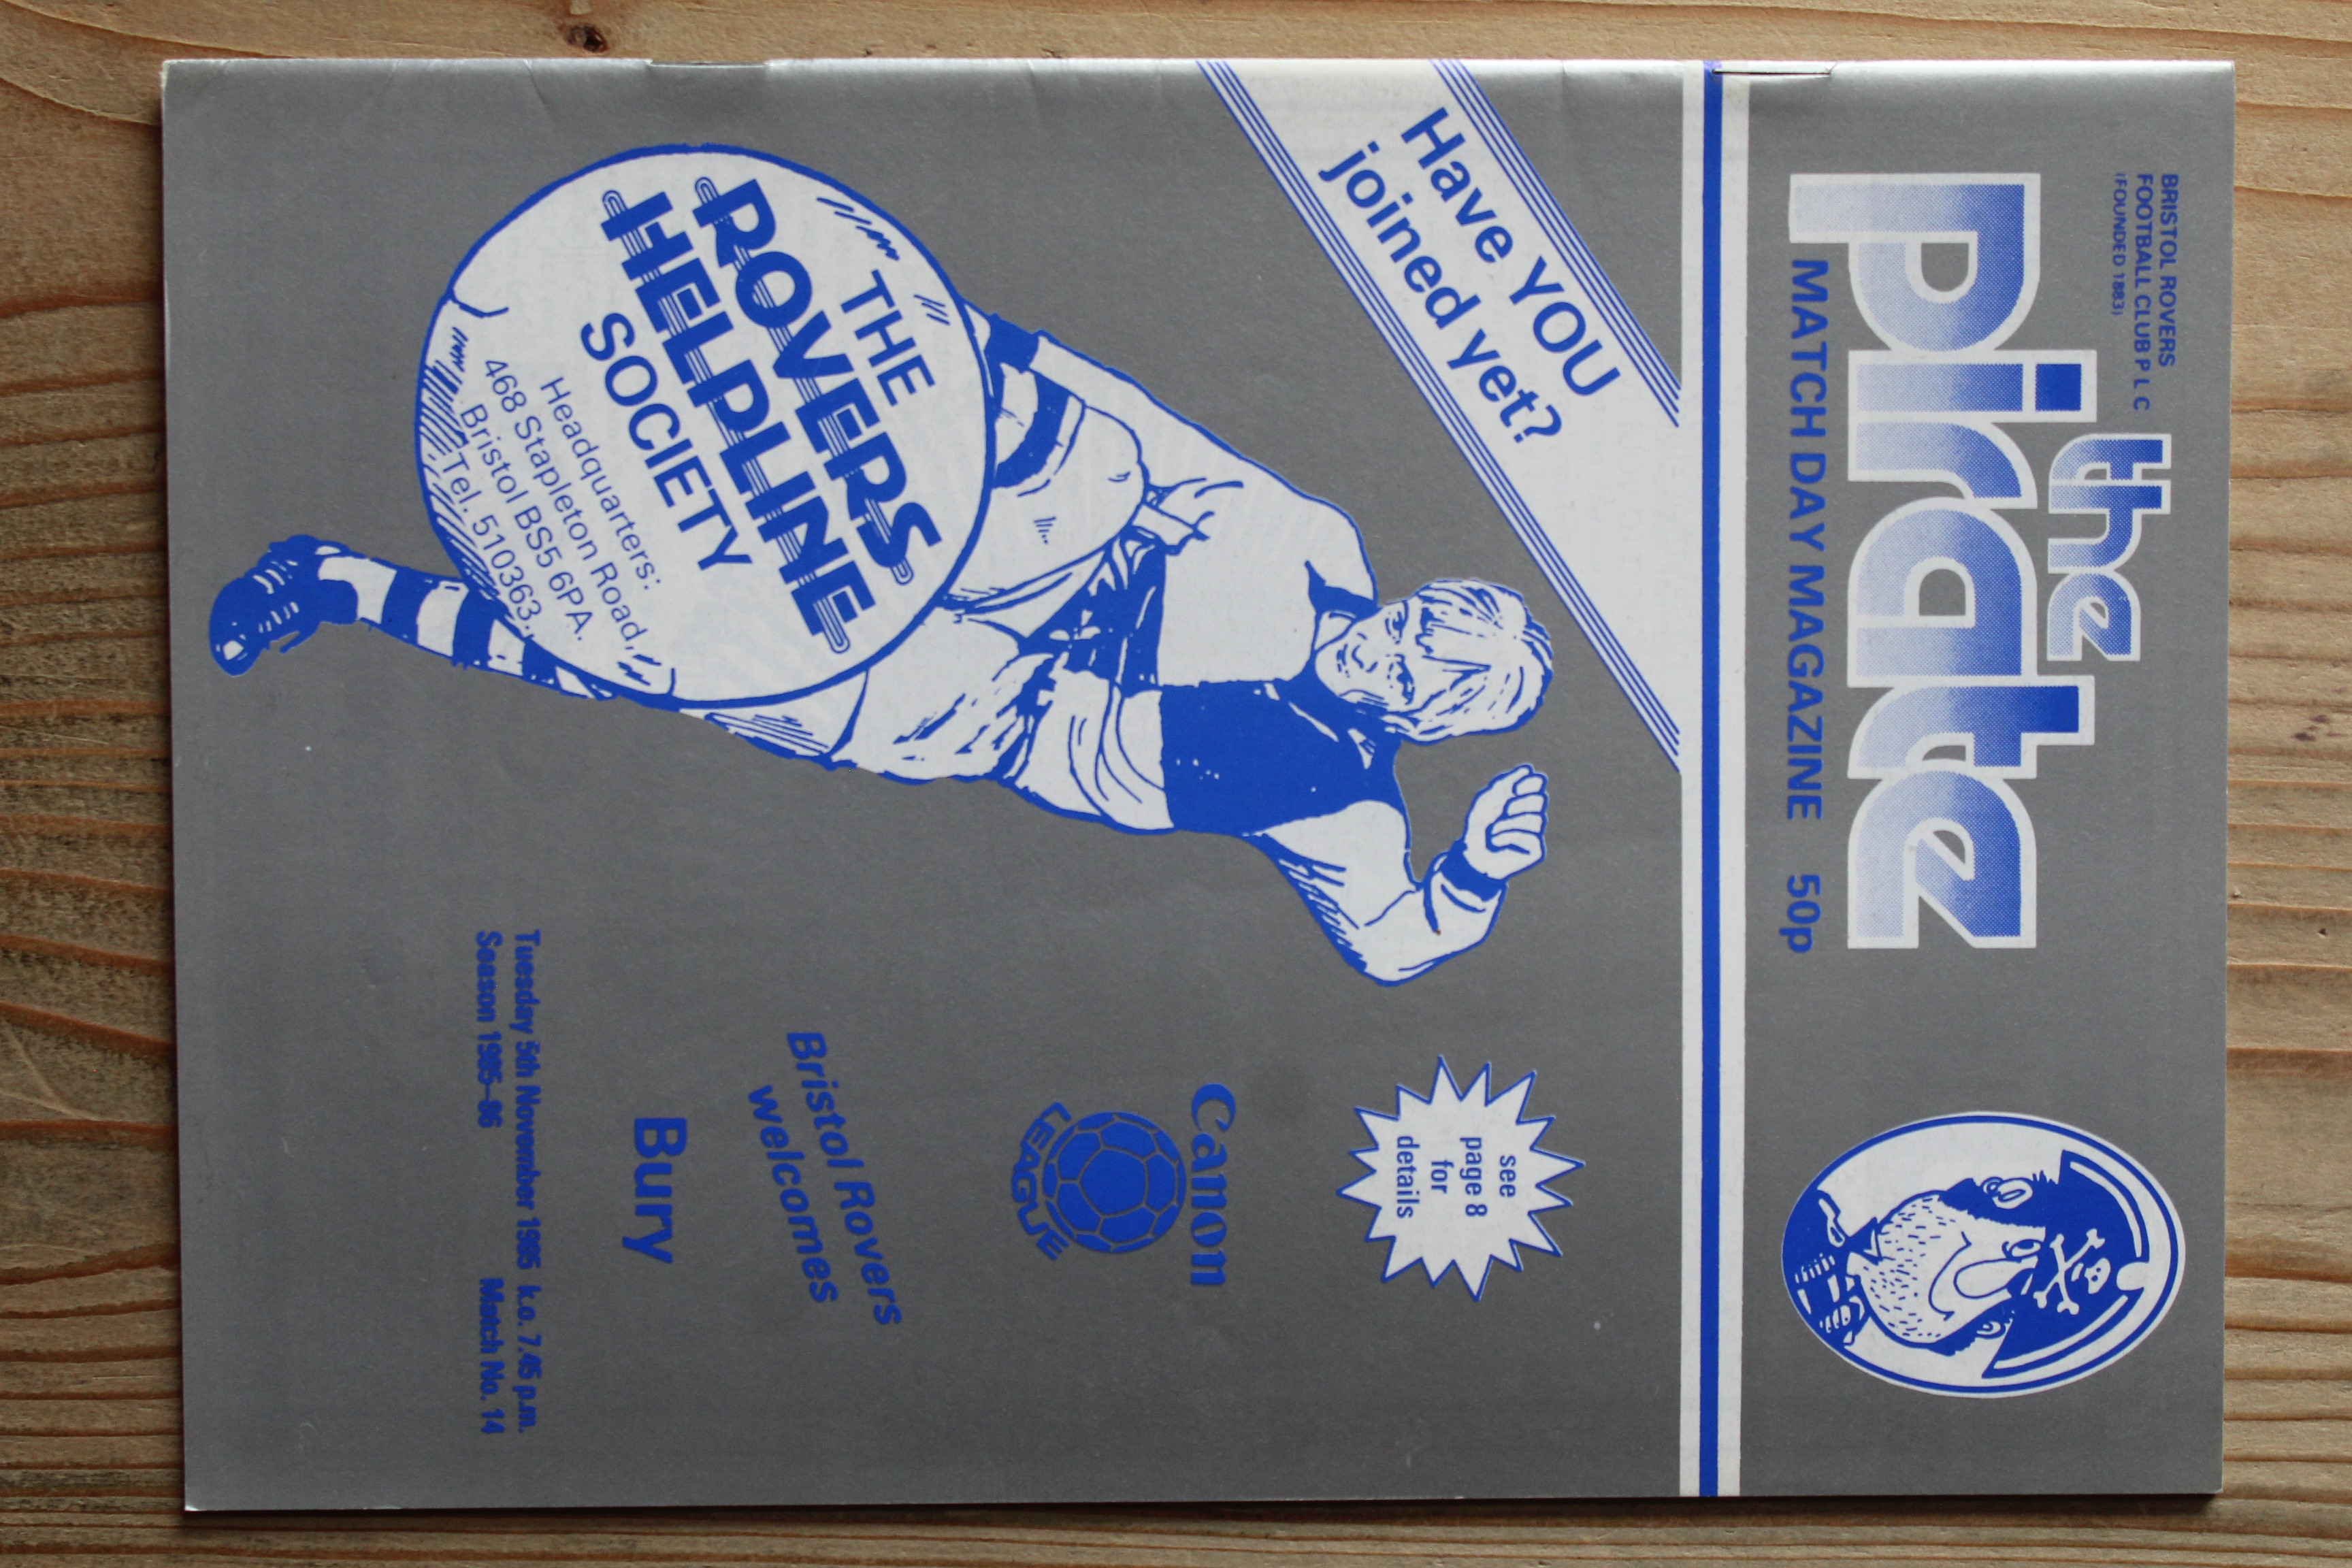 BRISTOL ROVERS
FOOTBALL CLUB P L C
(FOUNDED 1883)
the
pirate
MATCH DAY MAGAZINE 50p
Have YOU
joined yet?
see
page 8
for
details
THE
ROVERS
HELPLINE
SOCIETY
Headquarters:
468 Stapleton Road,
Bristol BS5 6PA.
Tel. 510363.
Canon
LEAGUE
Bristol Rovers
welcomes
Bury
Tuesday 5th November 1985 k.o. 7.45 p.m.
Season 1985–86 Match No. 14